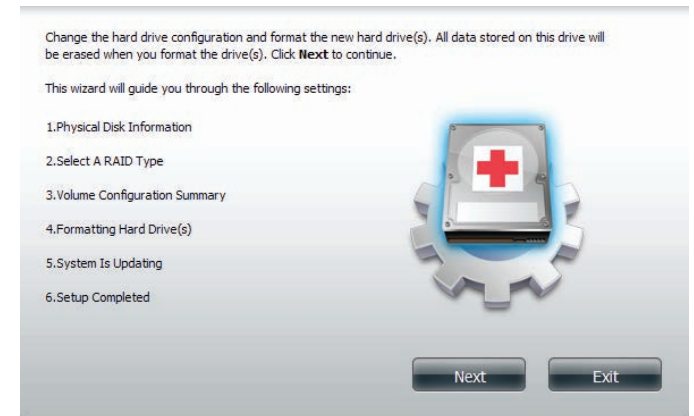 Change the hard drive configuration and format the new hard drive(s). All data stored on this drive will
be erased when you format the drive(s). Click Next to continue.
This wizard will guide you through the following settings:
1.Physical Disk Information
2.Select A RAID Type
3.Volume Configuration Summary
4.Formatting Hard Drive(s)
5.System Is Updating
6.Setup Completed
Next
Exit